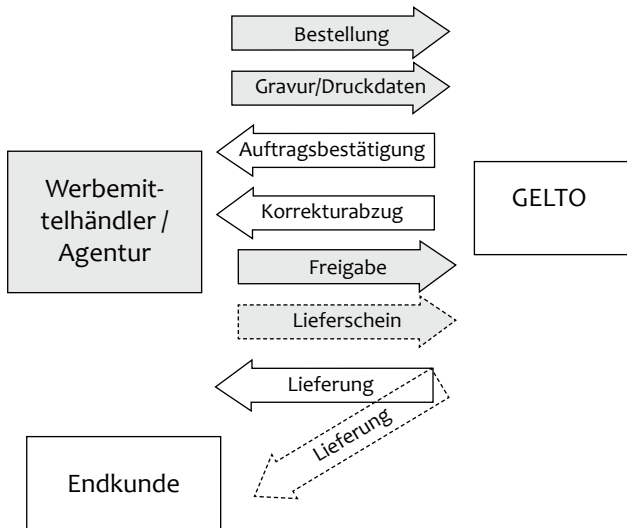 Bestellung
Gravur/Druckdaten
Auftragsbestätigung
Werbemit-
telhändler /
Agentur
GELTO
Korrekturabzug
Freigabe
Lieferschein
Lieferung
Lieferung
Endkunde